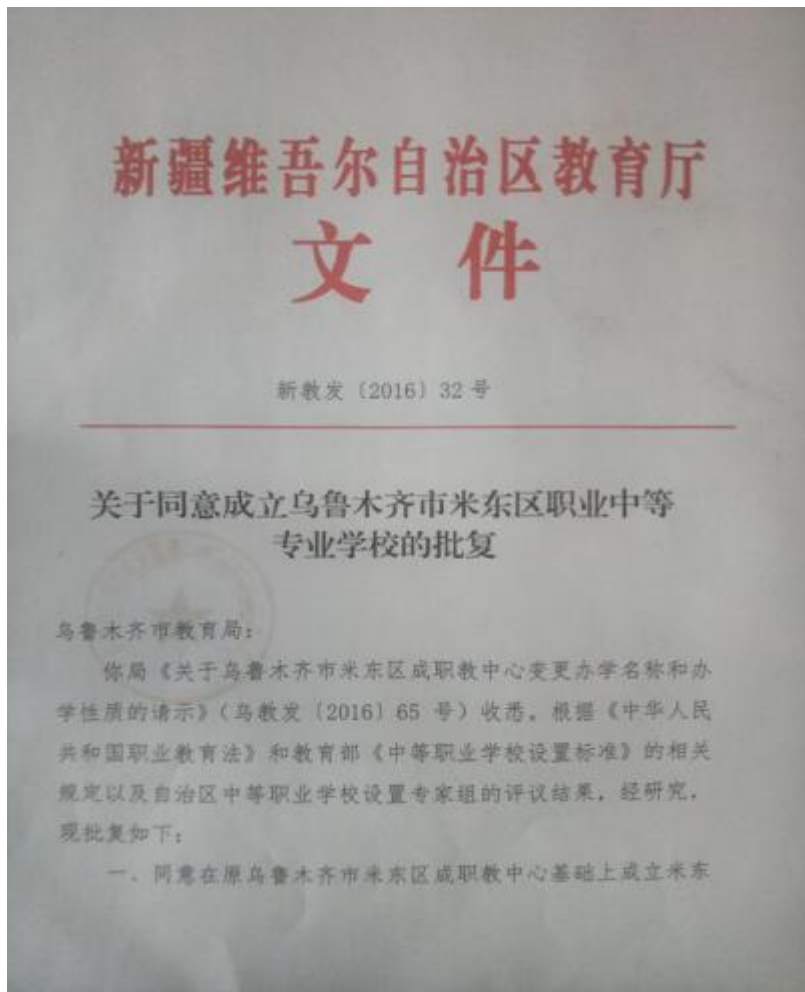 新疆维吾尔自治区教育厅
文 件
新教发〔2016〕32 号
关于同意成立乌鲁木齐市米东区职业中等
专业学校的批复
乌鲁木齐市教育局：
你局《关于乌鲁木齐市米东区成职教中心变更办学名称和办
学性质的请示》（乌教发〔2016〕65 号）收悉。根据《中华人民
共和国职业教育法》和教育部《中等职业学校设置标准》的相关
规定以及自治区中等职业学校设置专家组的评议结果，经研究，
现批复如下：
一、同意在原乌鲁木齐市米东区成职教中心基础上成立米东